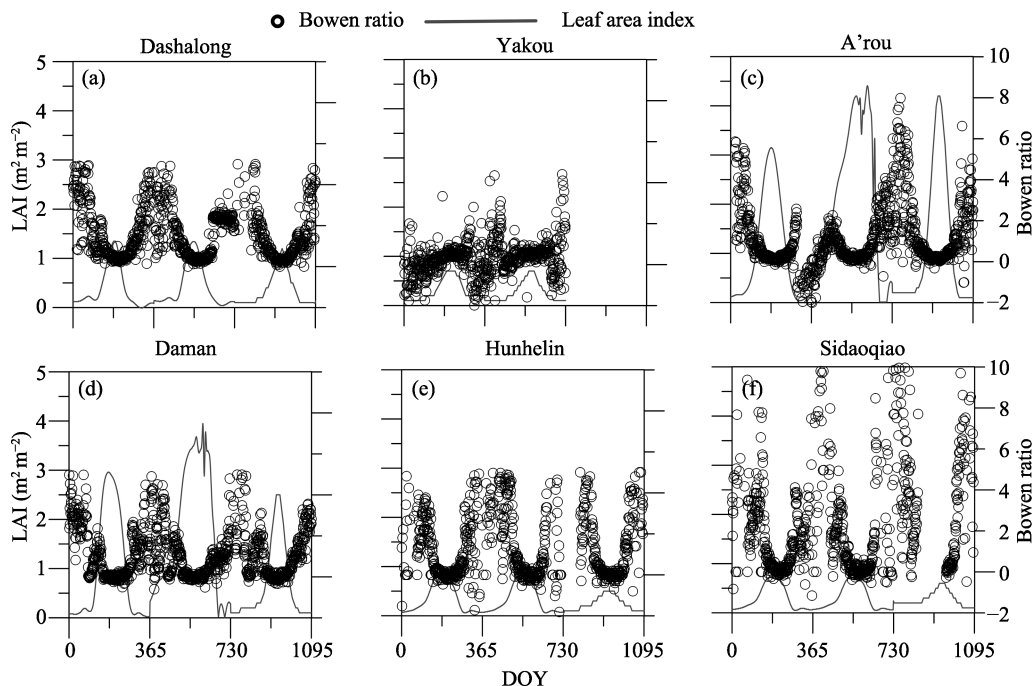 Bowen ratio Leaf area index
Dashalong Yakou A’rou
(a) (b) (c)
5 4 3 2 1 0
LAI (m² m⁻²)
10 8 6 4 2 0 −2
Bowen ratio
Daman Hunhelin Sidaoqiao
(d) (e) (f)
5 4 3 2 1 0
LAI (m² m⁻²)
10 8 6 4 2 0 −2
Bowen ratio
0 365 730 1095 0 365 730 1095 0 365 730 1095
DOY